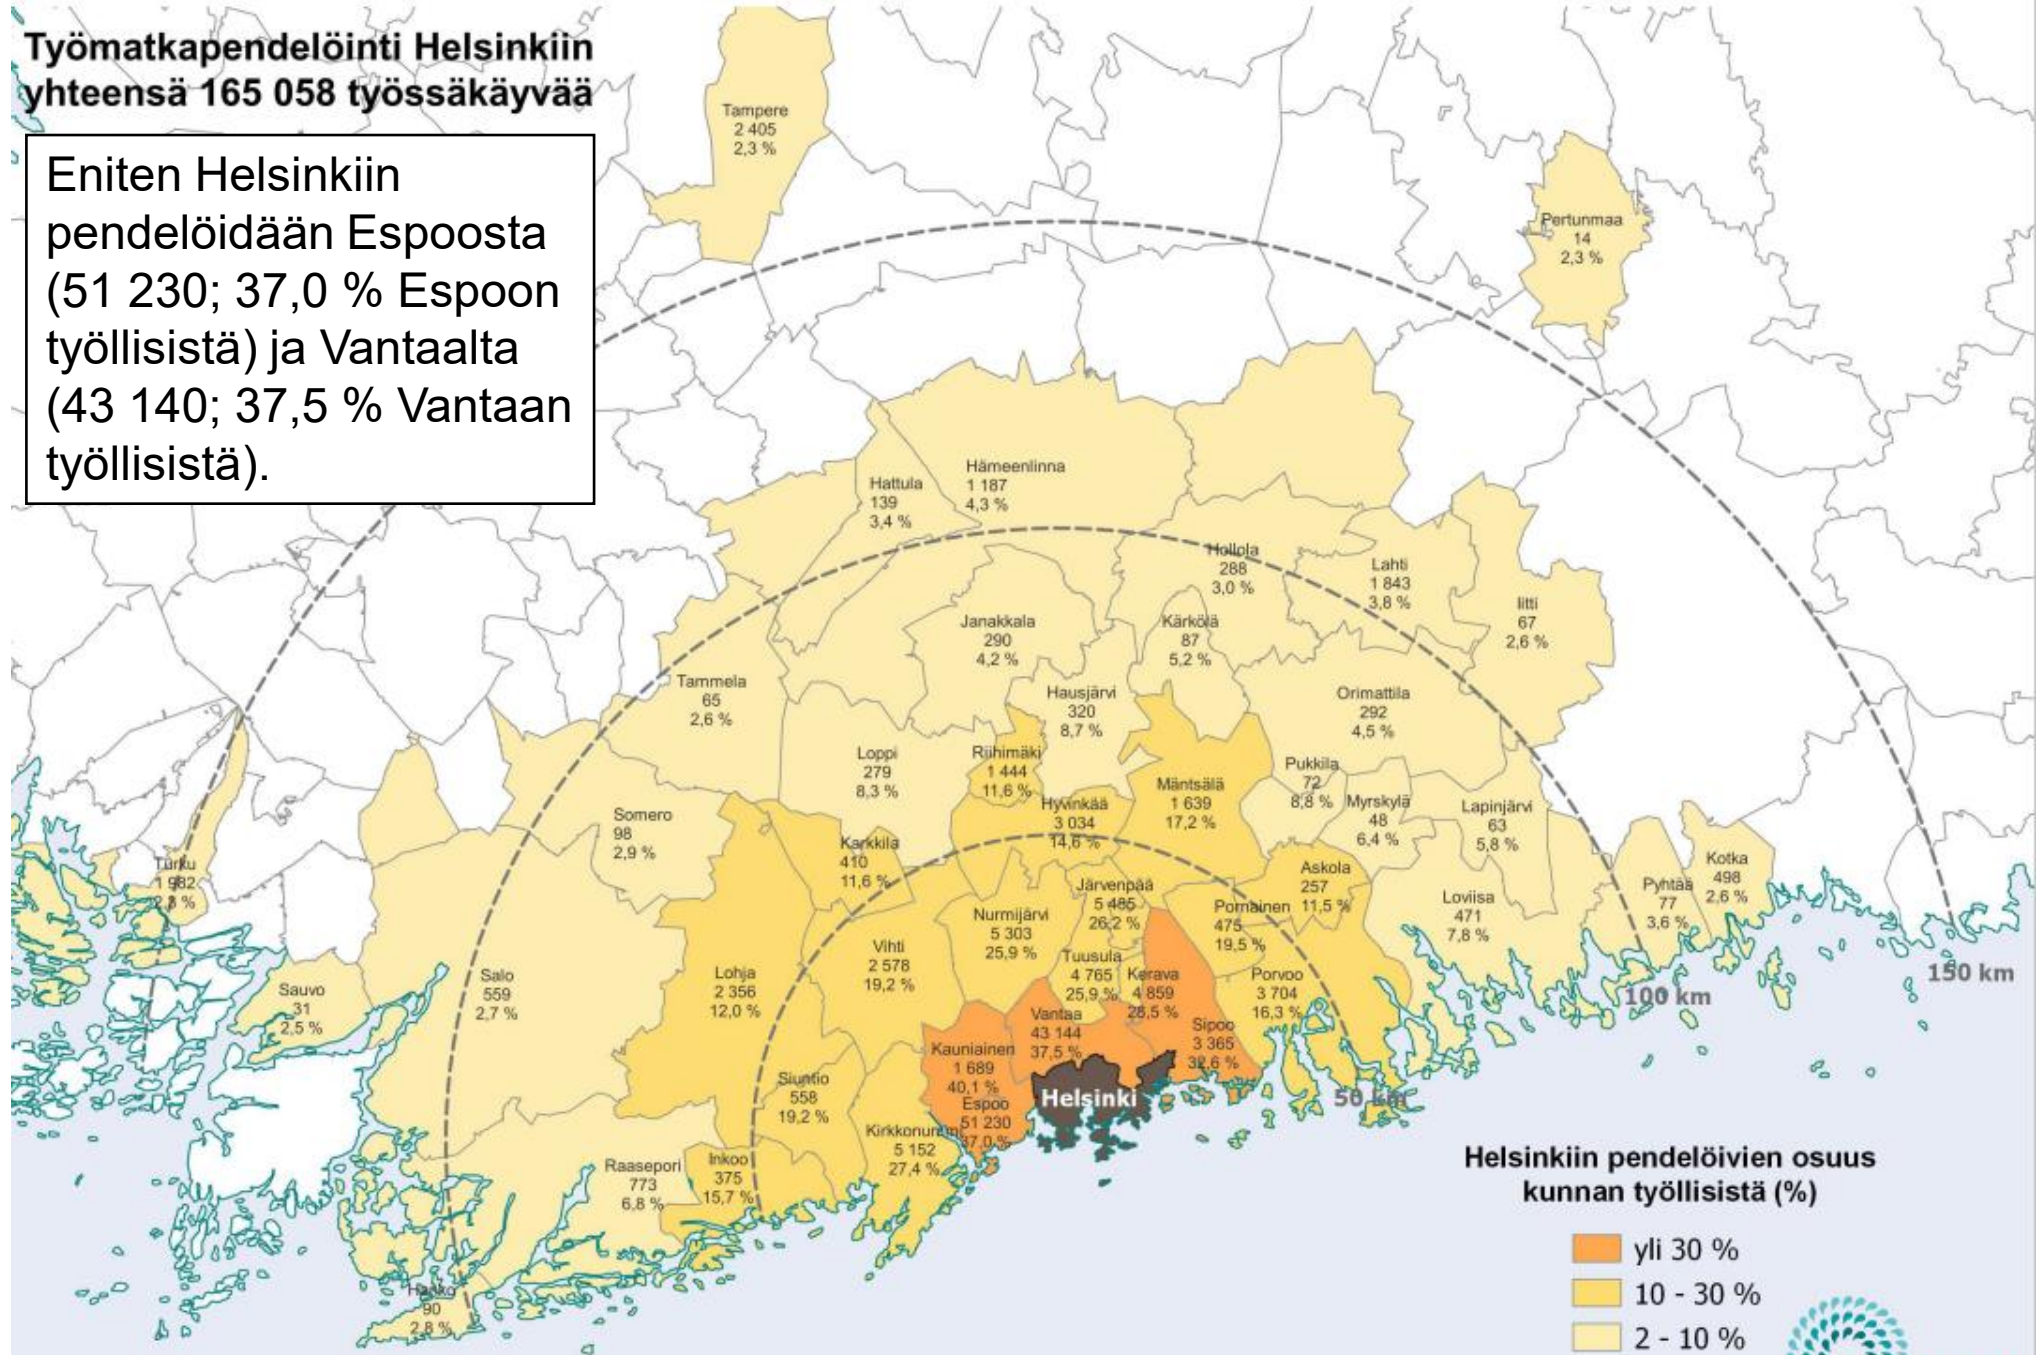 Työmatkapendelöinti Helsinkiin
yhteensä 165 058 työssäkäyvää
Eniten Helsinkiin
pendelöidään Espoosta
(51 230; 37,0 % Espoon
työllisistä) ja Vantaalta
(43 140; 37,5 % Vantaan
työllisistä).
Tampere
2 405
2,3 %
Pertunmaa
14
2,3 %
Hämeenlinna
1 187
4,3 %
Hattula
139
3,4 %
Hollola
288
3,0 %
Lahti
1 843
3,8 %
Iitti
67
2,6 %
Janakkala
290
4,2 %
Kärkölä
87
5,2 %
Tammela
65
2,6 %
Hausjärvi
320
8,7 %
Orimattila
292
4,5 %
Loppi
279
8,3 %
Riihimäki
1 444
11,6 %
Mäntsälä
1 639
17,2 %
Pukkila
72
8,8 %
Myrskylä
48
6,4 %
Lapinjärvi
63
5,8 %
Hyvinkää
3 034
14,6 %
Somero
98
2,9 %
Karkkila
410
11,6 %
Turku
1 982
2,3 %
Askola
257
11,5 %
Kotka
498
2,6 %
Pyhtää
77
3,6 %
Loviisa
471
7,8 %
Järvenpää
5 485
26,2 %
Pornainen
475
19,5 %
Nurmijärvi
5 303
25,9 %
Vihti
2 578
19,2 %
Tuusula
4 765
25,9 %
Kerava
4 859
28,5 %
Porvoo
3 704
16,3 %
Lohja
2 356
12,0 %
Salo
559
2,7 %
Sauvo
31
2,5 %
Vantaa
43 144
37,5 %
Sipoo
3 365
32,6 %
Kauniainen
1 689
40,1 %
Espoo
51 230
37,0 %
Helsinki
Siuntio
558
19,2 %
Kirkkonummi
5 152
27,4 %
Inkoo
375
15,7 %
Raasepori
773
6,8 %
Hanko
90
2,8 %
150 km
100 km
50 km
Helsinkiin pendelöivien osuus
kunnan työllisistä (%)
yli 30 %
10 - 30 %
2 - 10 %